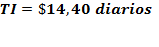 TI = $14,40 diarios